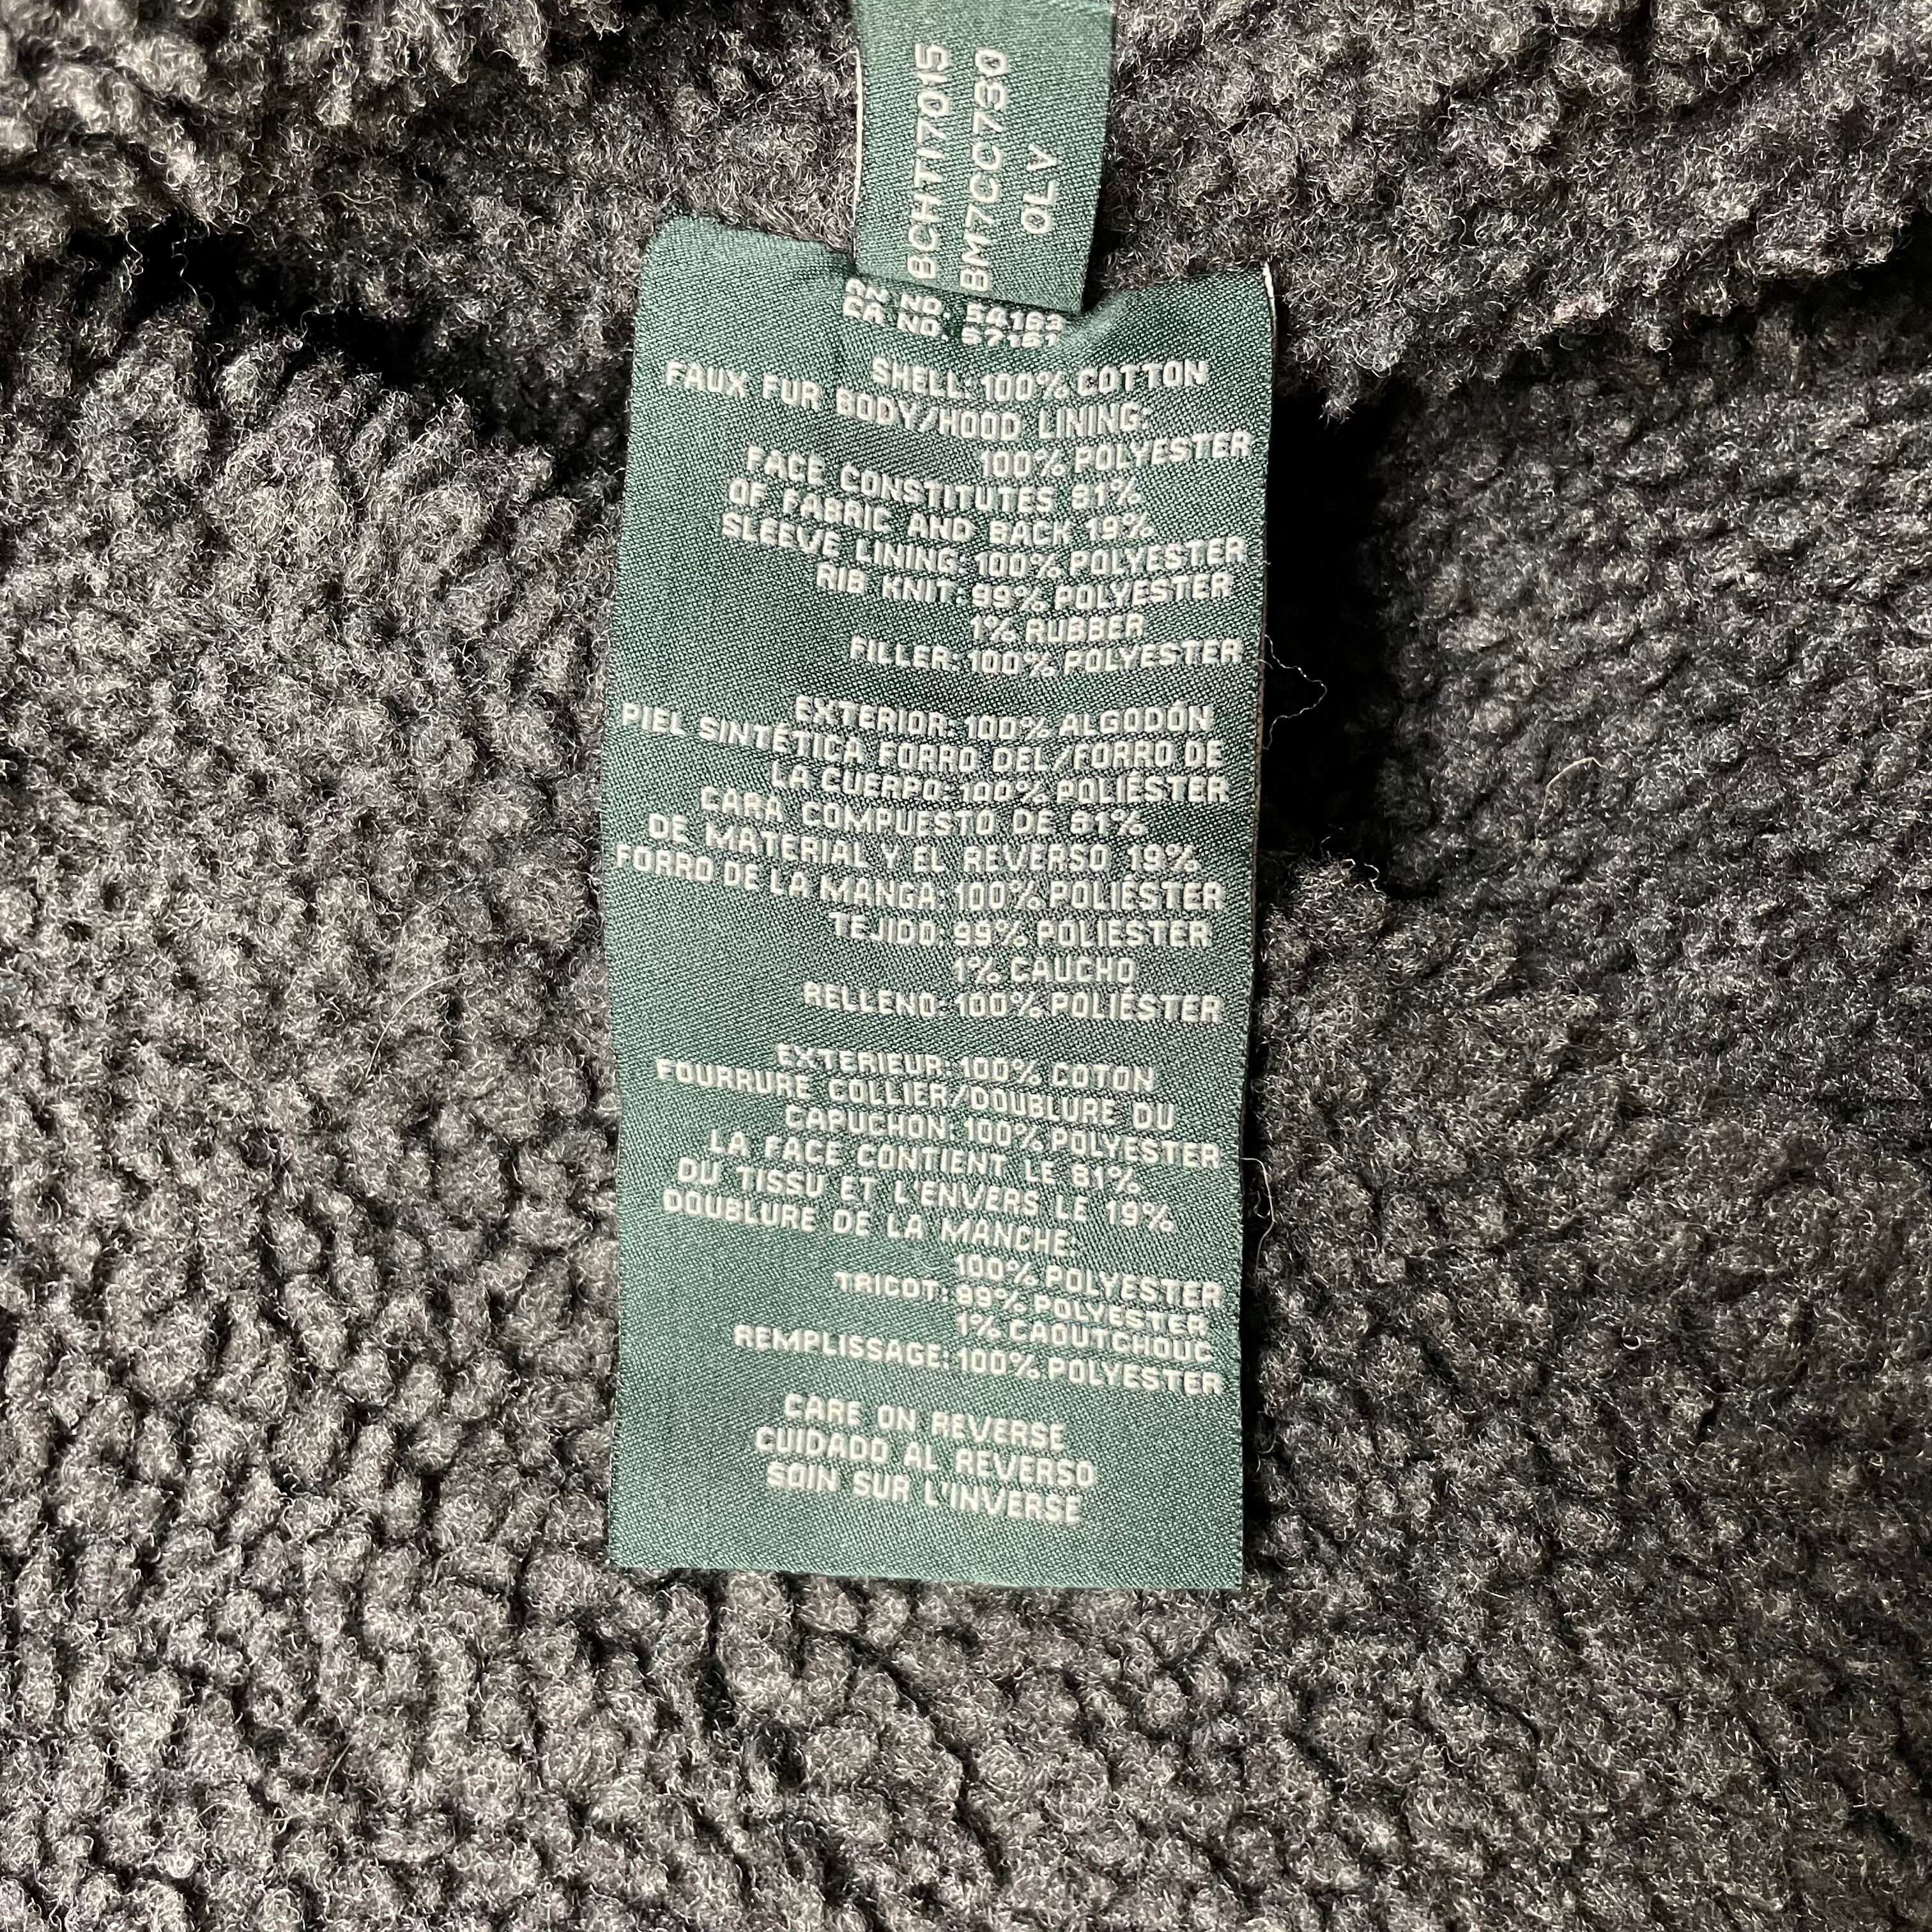 8CHT17015
BM7CC730
OLV
RN NO. 54163
CA NO. 57151
SHELL: 100% COTTON
FAUX FUR BODY/HOOD LINING:
100% POLYESTER
FACE CONSTITUTES 81%
OF FABRIC AND BACK 19%
SLEEVE LINING: 100% POLYESTER
RIB KNIT: 99% POLYESTER
1% RUBBER
FILLER: 100% POLYESTER
EXTERIOR: 100% ALGODÓN
PIEL SINTÉTICA FORRO DEL/FORRO DE
LA CUERPO: 100% POLIÉSTER
CARA COMPUESTO DE 81%
DE MATERIAL Y EL REVERSO 19%
FORRO DE LA MANGA: 100% POLIÉSTER
TEJIDO: 99% POLIESTER
1% CAUCHO
RELLENO: 100% POLIÉSTER
EXTERIEUR: 100% COTON
FOURRURE COLLIER/DOUBLURE DU
CAPUCHON: 100% POLYESTER
LA FACE CONTIENT LE 81%
DU TISSU ET L'ENVERS LE 19%
DOUBLURE DE LA MANCHE:
100% POLYESTER
TRICOT: 99% POLYESTER
1% CAOUTCHOUC
REMPLISSAGE: 100% POLYESTER
CARE ON REVERSE
CUIDADO AL REVERSO
SOIN SUR L'INVERSE